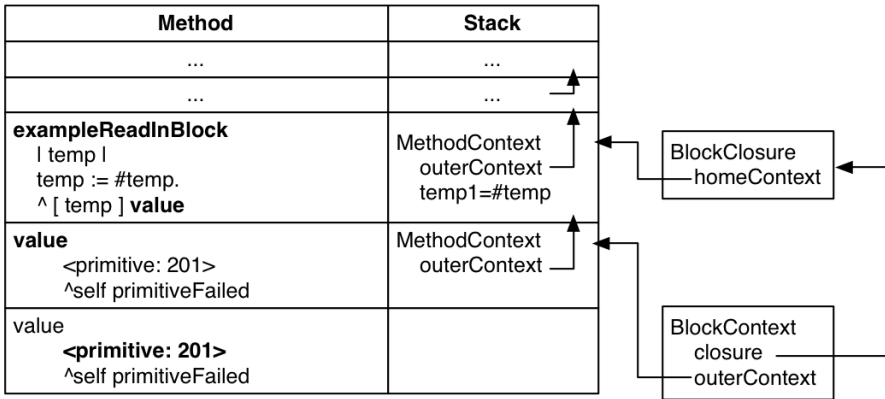 Method Stack
... ...
... ...
exampleReadInBlock
| temp |
temp := #temp.
^ [ temp ] value
MethodContext
outerContext
temp1=#temp
BlockClosure
homeContext
value
<primitive: 201>
^self primitiveFailed
MethodContext
outerContext
value
<primitive: 201>
^self primitiveFailed
BlockContext
closure
outerContext